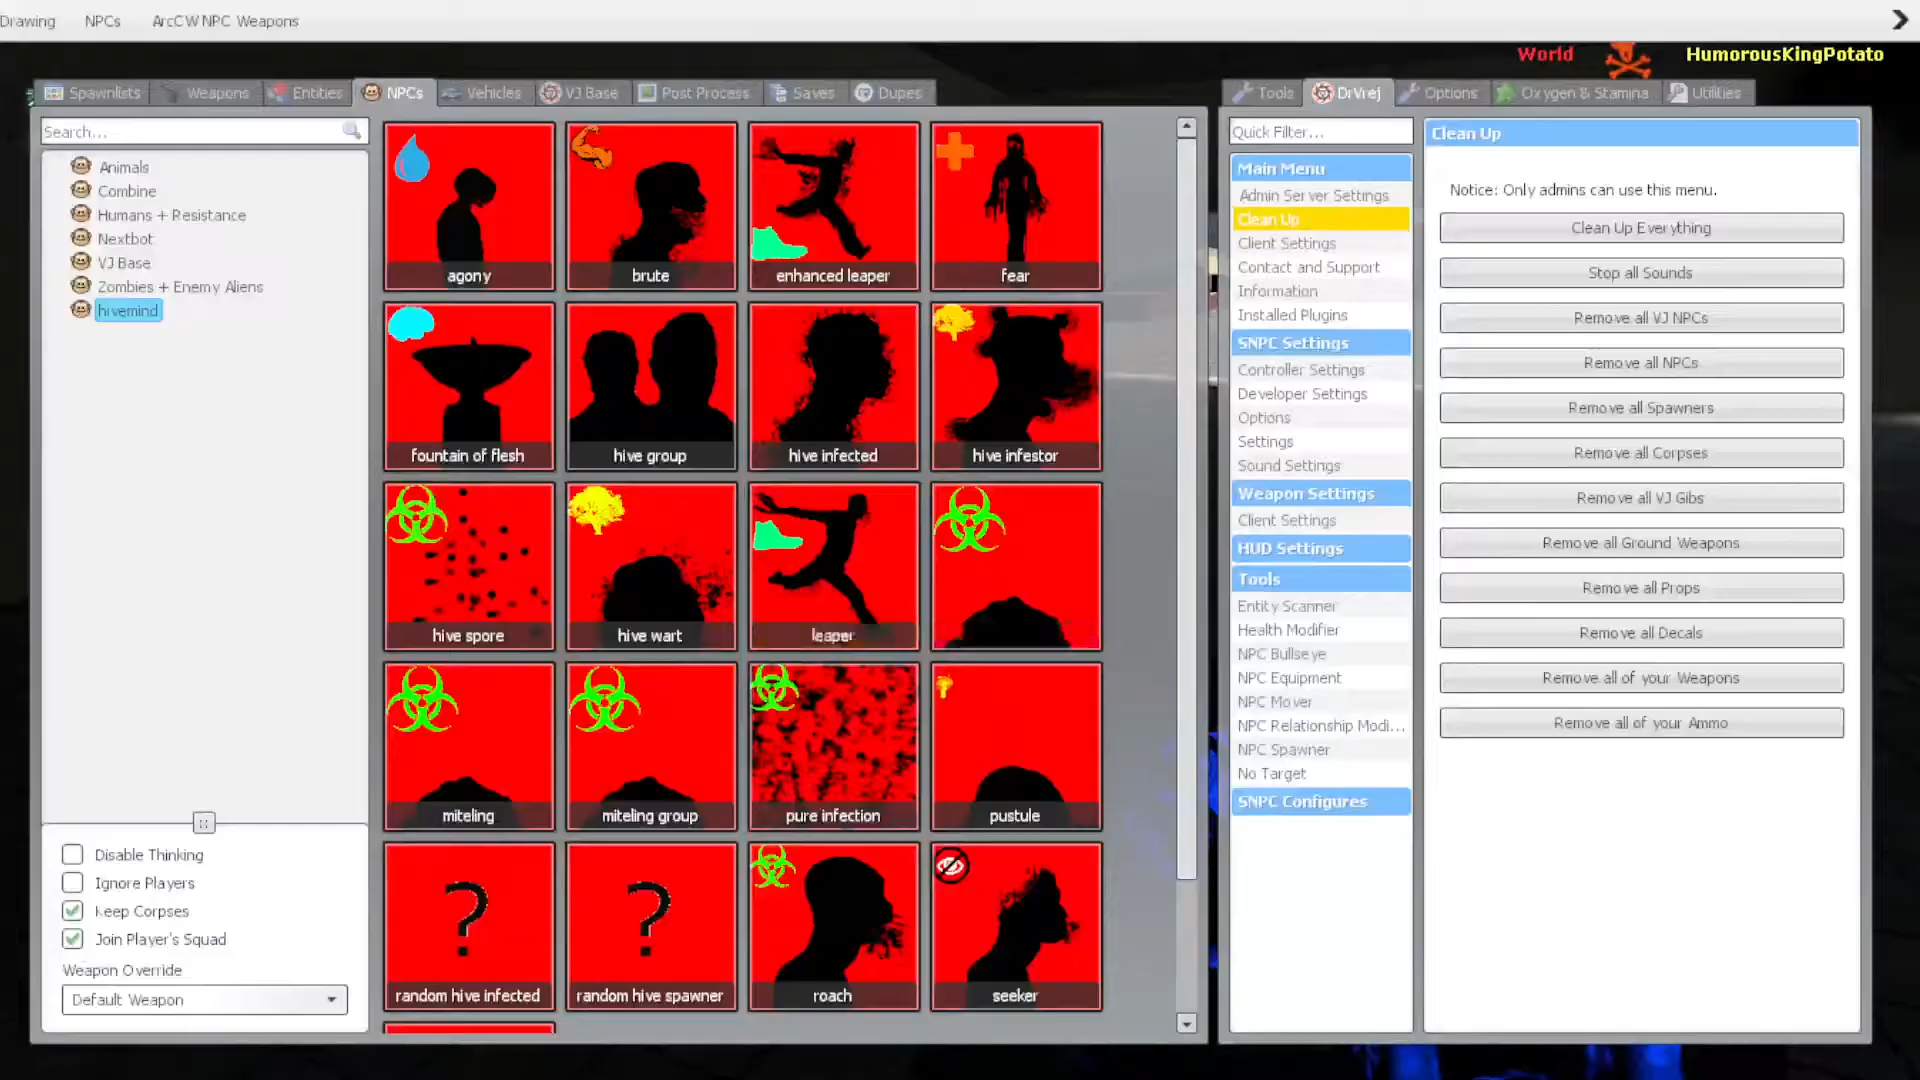 Drawing NPCs ArcCW NPC Weapons
World HumorousKingPotato
Spawnlists Weapons Entities NPCs Vehicles VJ Base Post Process Saves Dupes
Tools DrVrej Options Oxygen & Stamina Utilities
Search...
Animals
Combine
Humans + Resistance
Nextbot
VJ Base
Zombies + Enemy Aliens
hivemind
Disable Thinking
Ignore Players
Keep Corpses
Join Player's Squad
Weapon Override
Default Weapon
agony brute enhanced leaper fear
fountain of flesh hive group hive infected hive infestor
hive spore hive wart leaper
miteling miteling group pure infection pustule
? ?
random hive infected random hive spawner roach seeker
Quick Filter...
Main Menu
Admin Server Settings
Clean Up
Client Settings
Contact and Support
Information
Installed Plugins
SNPC Settings
Controller Settings
Developer Settings
Options
Settings
Sound Settings
Weapon Settings
Client Settings
HUD Settings
Tools
Entity Scanner
Health Modifier
NPC Bullseye
NPC Equipment
NPC Mover
NPC Relationship Modi...
NPC Spawner
No Target
SNPC Configures
Clean Up
Notice: Only admins can use this menu.
Clean Up Everything
Stop all Sounds
Remove all VJ NPCs
Remove all NPCs
Remove all Spawners
Remove all Corpses
Remove all VJ Gibs
Remove all Ground Weapons
Remove all Props
Remove all Decals
Remove all of your Weapons
Remove all of your Ammo